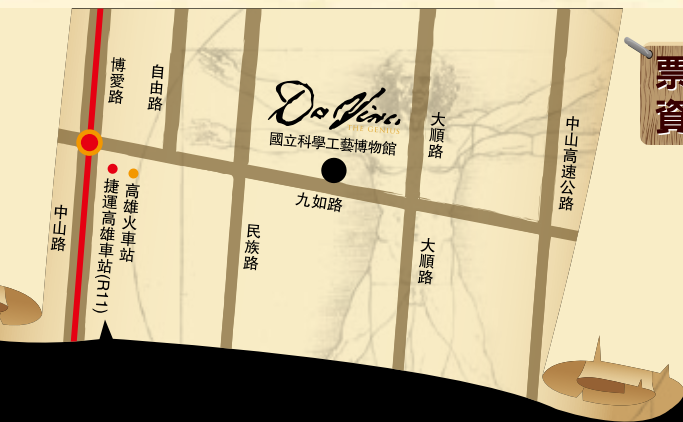 博愛路
自由路
Da Vinci
THE GENIUS
國立科學工藝博物館
大順路
中山高速公路
九如路
中山路
捷運高雄車站(R11)
高雄火車站
民族路
大順路
票
資